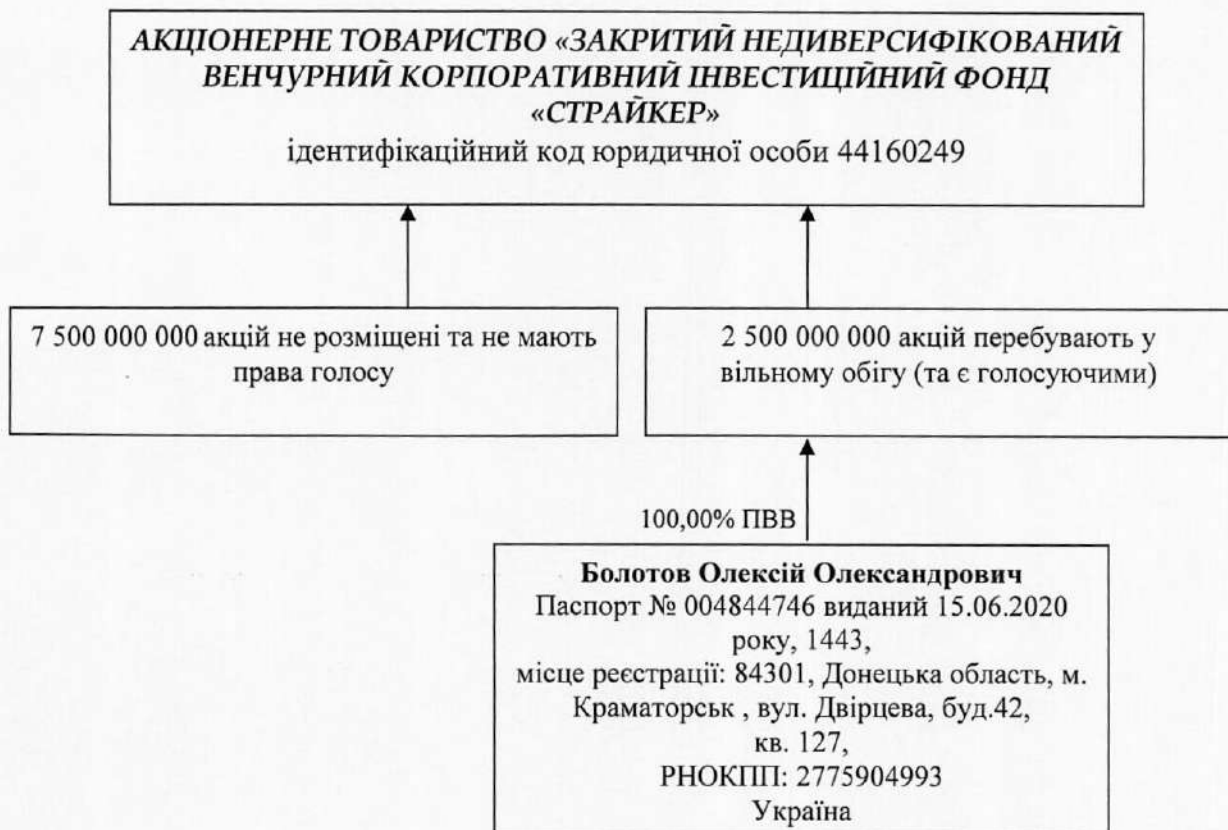 АКЦІОНЕРНЕ ТОВАРИСТВО «ЗАКРИТИЙ НЕДИВЕРСИФІКОВАНИЙ
ВЕНЧУРНИЙ КОРПОРАТИВНИЙ ІНВЕСТИЦІЙНИЙ ФОНД
«СТРАЙКЕР»
ідентифікаційний код юридичної особи 44160249
7 500 000 000 акцій не розміщені та не мають
права голосу
2 500 000 000 акцій перебувають у
вільному обігу (та є голосуючими)
100,00% ПВВ
Болотов Олексій Олександрович
Паспорт № 004844746 виданий 15.06.2020
року, 1443,
місце реєстрації: 84301, Донецька область, м.
Краматорськ , вул. Двірцева, буд.42,
кв. 127,
РНОКПП: 2775904993
Україна